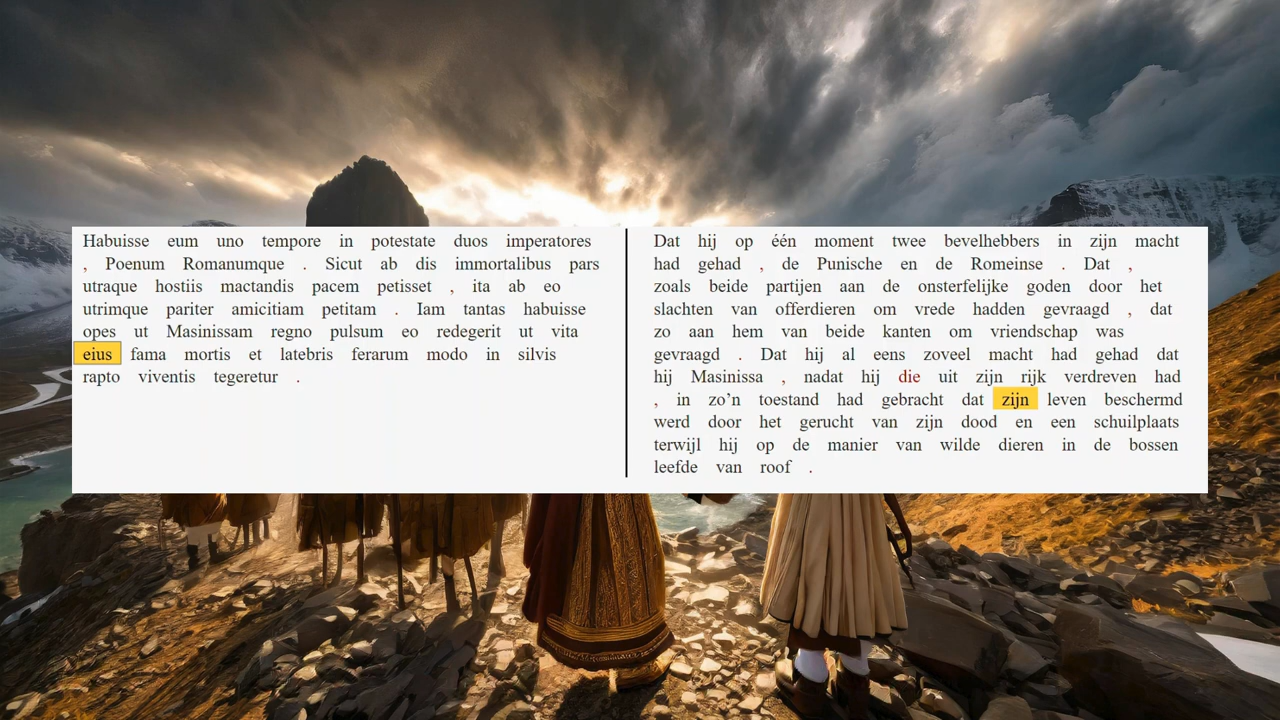 Habuisse eum uno tempore in potestate duos imperatores
, Poenum Romanumque . Sicut ab dis immortalibus pars
utraque hostiis mactandis pacem petisset , ita ab eo
utrimque pariter amicitiam petitam . Iam tantas habuisse
opes ut Masinissam regno pulsum eo redegerit ut vita
eius fama mortis et latebris ferarum modo in silvis
rapto viventis tegeretur .
Dat hij op één moment twee bevelhebbers in zijn macht
had gehad , de Punische en de Romeinse . Dat ,
zoals beide partijen aan de onsterfelijke goden door het
slachten van offerdieren om vrede hadden gevraagd , dat
zo aan hem van beide kanten om vriendschap was
gevraagd . Dat hij al eens zoveel macht had gehad dat
hij Masinissa , nadat hij die uit zijn rijk verdreven had
, in zo’n toestand had gebracht dat zijn leven beschermd
werd door het gerucht van zijn dood en een schuilplaats
terwijl hij op de manier van wilde dieren in de bossen
leefde van roof .